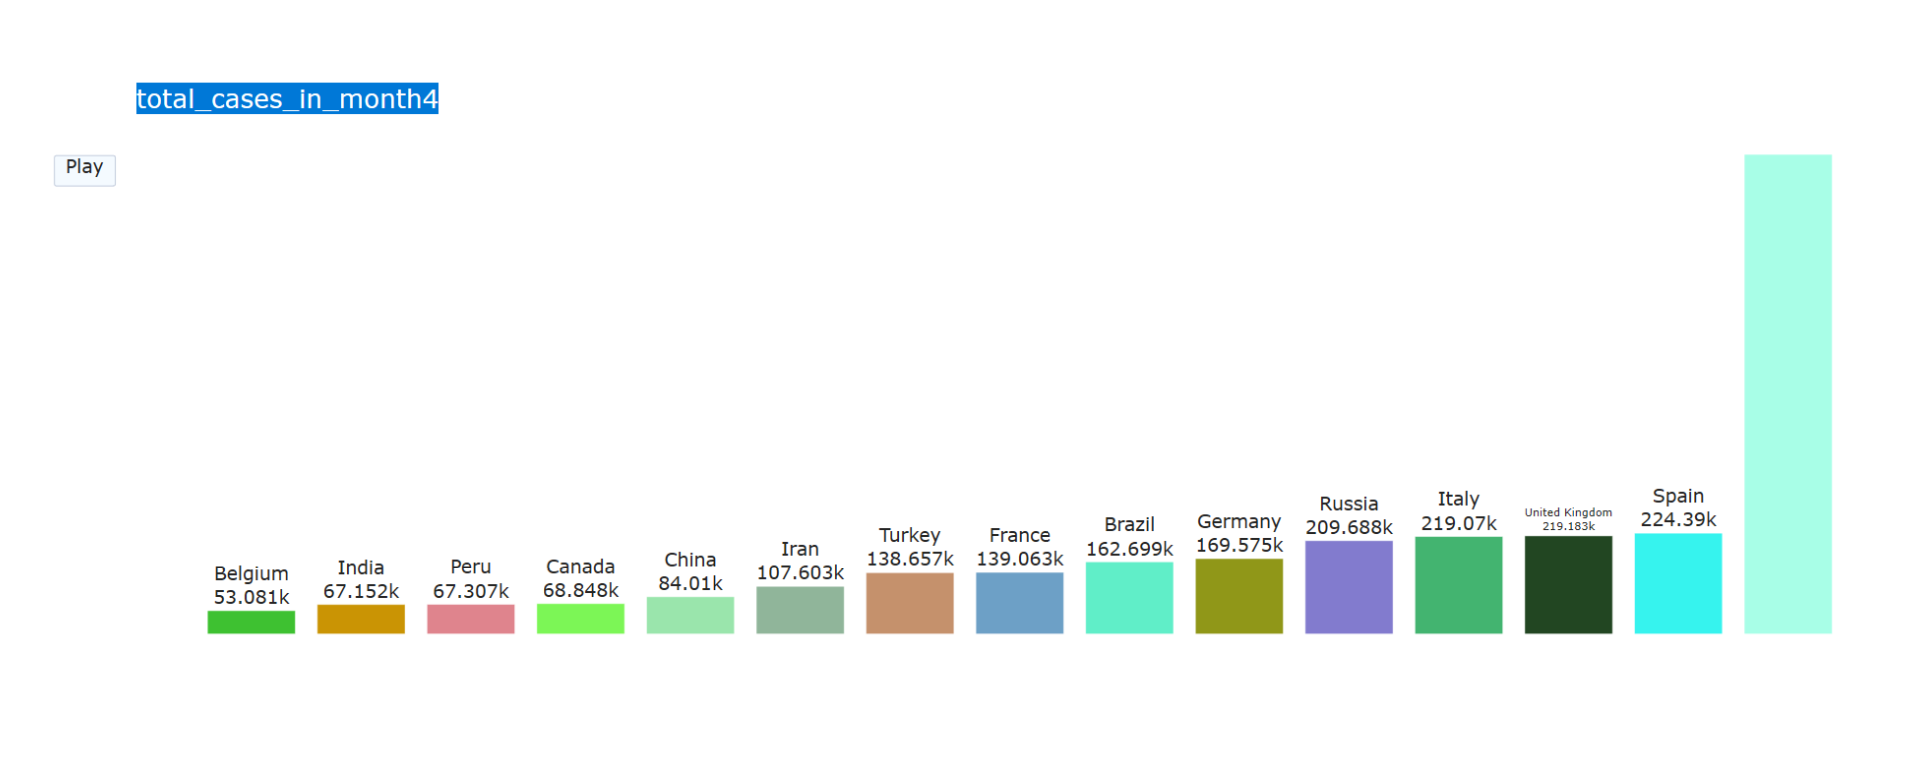 total_cases_in_month4
Play
Belgium
53.081k
India
67.152k
Peru
67.307k
Canada
68.848k
China
84.01k
Iran
107.603k
Turkey
138.657k
France
139.063k
Brazil
162.699k
Germany
169.575k
Russia
209.688k
Italy
219.07k
United Kingdom
219.183k
Spain
224.39k